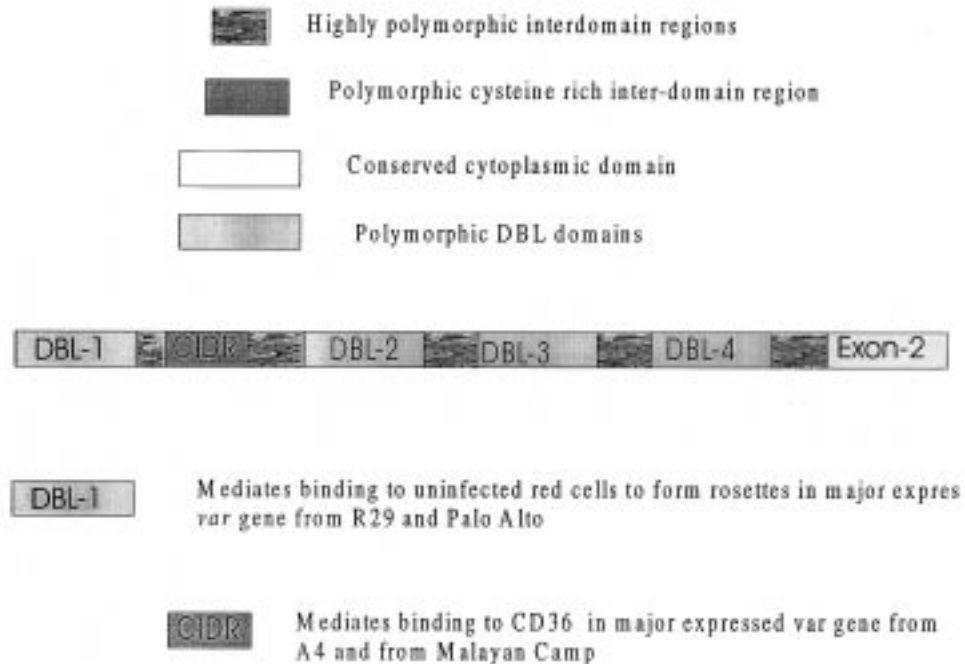 Highly polymorphic interdomain regions
Polymorphic cysteine rich inter-domain region
Conserved cytoplasmic domain
Polymorphic DBL domains
DBL-1 CIDR DBL-2 DBL-3 DBL-4 Exon-2
DBL-1
Mediates binding to uninfected red cells to form rosettes in major expres
var gene from R29 and Palo Alto
CIDR
Mediates binding to CD36 in major expressed var gene from
A4 and from Malayan Camp